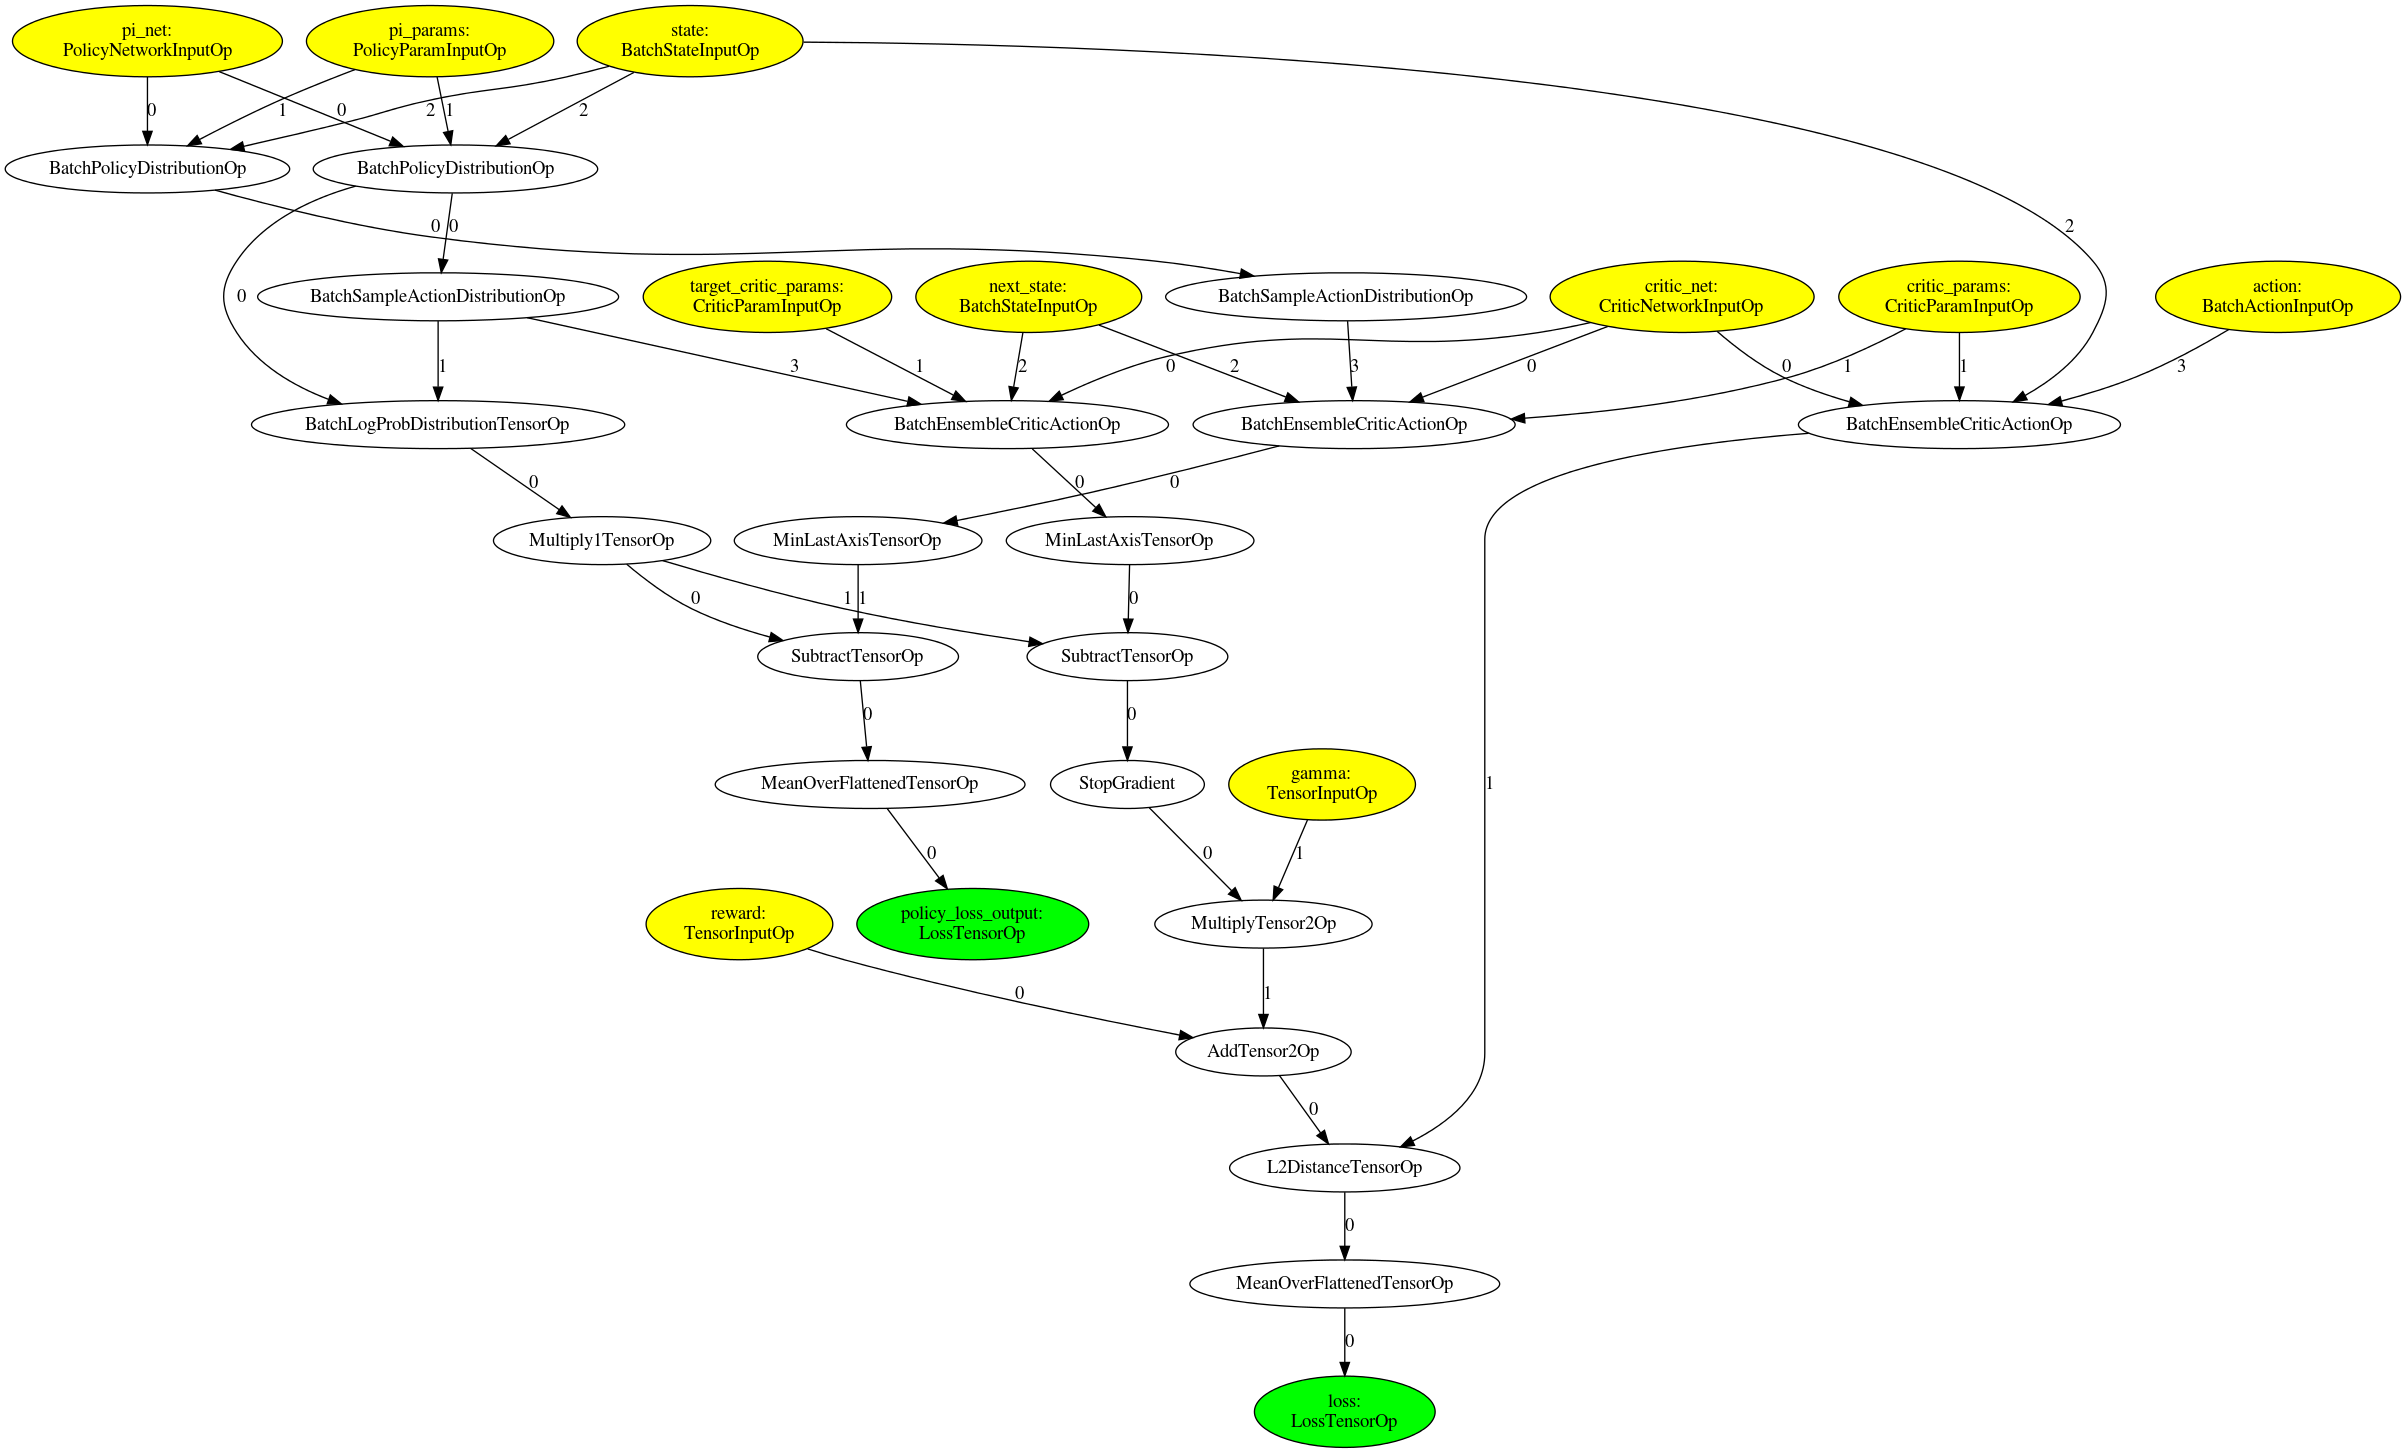 pi_net:
PolicyNetworkInputOp
pi_params:
PolicyParamInputOp
state:
BatchStateInputOp
0
1
0
2
1
2
BatchPolicyDistributionOp
BatchPolicyDistributionOp
0
0
2
0
BatchSampleActionDistributionOp
target_critic_params:
CriticParamInputOp
next_state:
BatchStateInputOp
BatchSampleActionDistributionOp
critic_net:
CriticNetworkInputOp
critic_params:
CriticParamInputOp
action:
BatchActionInputOp
1
3
1
2
0
2
3
0
0
1
1
3
BatchLogProbDistributionTensorOp
BatchEnsembleCriticActionOp
BatchEnsembleCriticActionOp
BatchEnsembleCriticActionOp
0
0
0
Multiply1TensorOp
MinLastAxisTensorOp
MinLastAxisTensorOp
0
1
1
0
SubtractTensorOp
SubtractTensorOp
0
0
MeanOverFlattenedTensorOp
StopGradient
gamma:
TensorInputOp
1
0
0
1
reward:
TensorInputOp
policy_loss_output:
LossTensorOp
MultiplyTensor2Op
0
1
AddTensor2Op
0
L2DistanceTensorOp
0
MeanOverFlattenedTensorOp
0
loss:
LossTensorOp